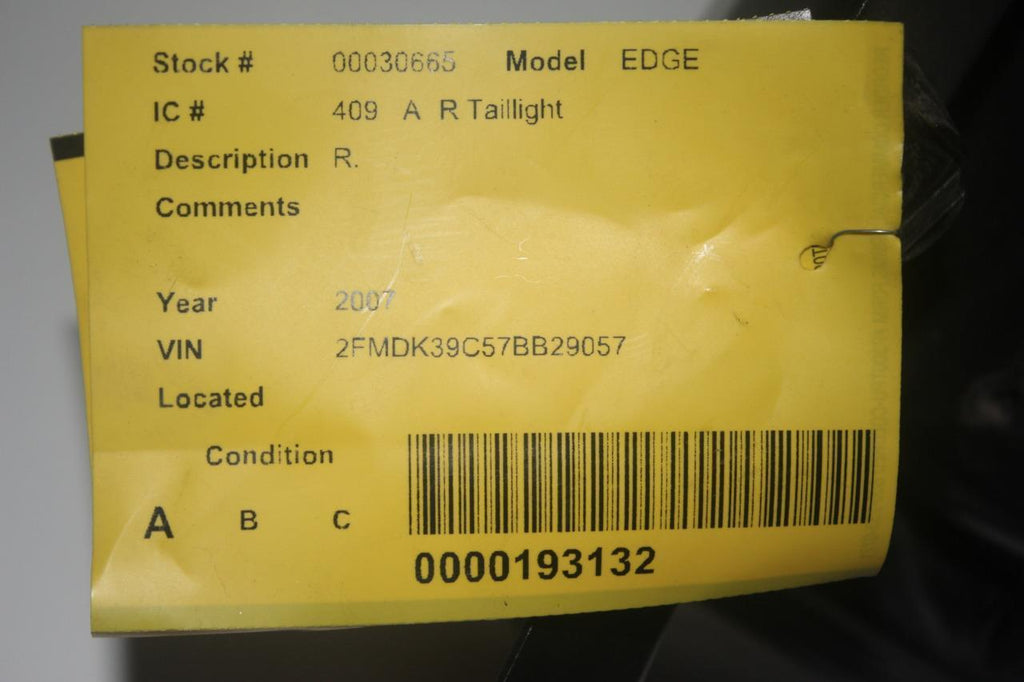 Stock # 00030665 Model EDGE
IC # 409 A R Taillight
Description R.
Comments
Year 2007
VIN 2FMDK39C57BB29057
Located
Condition
A B C
0000193132